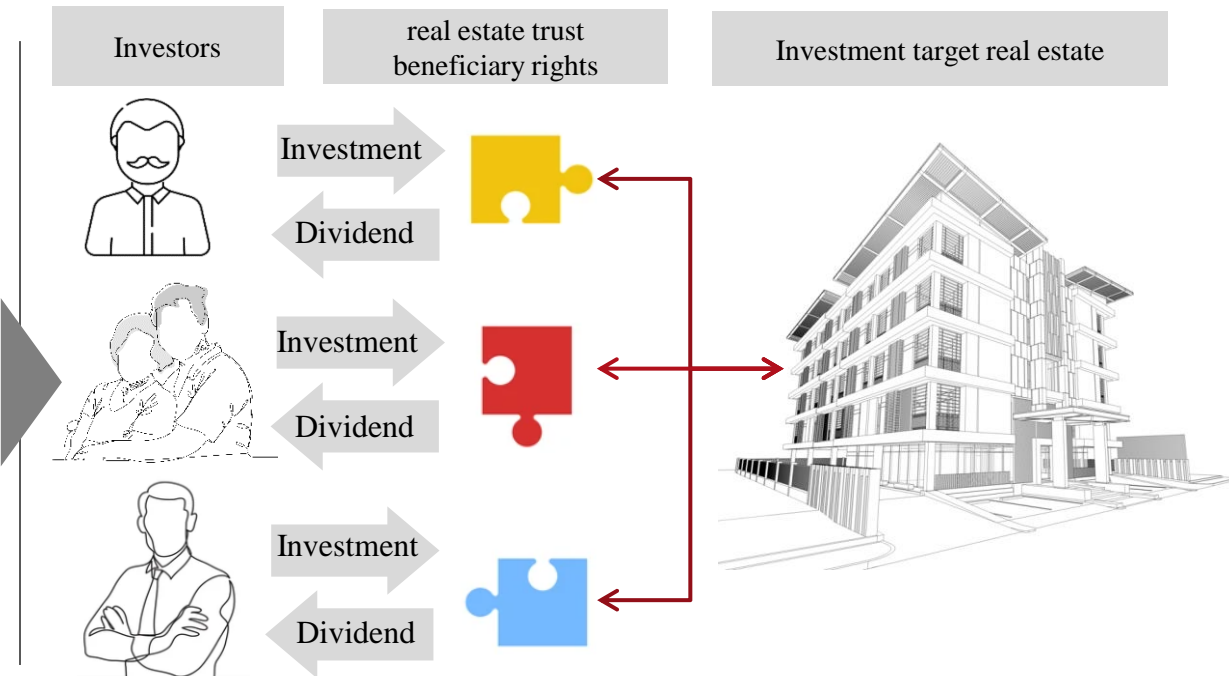 Investors
real estate trust
beneficiary rights
Investment target real estate
Investment
Dividend
Investment
Dividend
Investment
Dividend